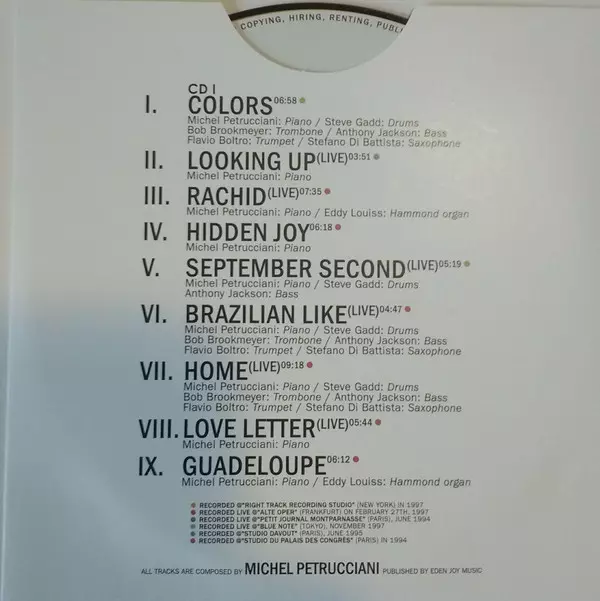 COPYING, HIRING, RENTING, PUBL
CD I
I. COLORS 06:58
Michel Petrucciani: Piano / Steve Gadd: Drums
Bob Brookmeyer: Trombone / Anthony Jackson: Bass
Flavio Boltro: Trumpet / Stefano Di Battista: Saxophone
II. LOOKING UP (LIVE) 03:51
Michel Petrucciani: Piano
III. RACHID (LIVE) 07:35
Michel Petrucciani: Piano / Eddy Louiss: Hammond organ
IV. HIDDEN JOY 06:18
Michel Petrucciani: Piano
V. SEPTEMBER SECOND (LIVE) 05:19
Michel Petrucciani: Piano / Steve Gadd: Drums
Anthony Jackson: Bass
VI. BRAZILIAN LIKE (LIVE) 04:47
Michel Petrucciani: Piano / Steve Gadd: Drums
Bob Brookmeyer: Trombone / Anthony Jackson: Bass
Flavio Boltro: Trumpet / Stefano Di Battista: Saxophone
VII. HOME (LIVE) 09:18
Michel Petrucciani: Piano / Steve Gadd: Drums
Bob Brookmeyer: Trombone / Anthony Jackson: Bass
Flavio Boltro: Trumpet / Stefano Di Battista: Saxophone
VIII. LOVE LETTER (LIVE) 05:44
Michel Petrucciani: Piano
IX. GUADELOUPE 06:12
Michel Petrucciani: Piano / Eddy Louiss: Hammond organ
RECORDED @"RIGHT TRACK RECORDING STUDIO" (NEW YORK) IN 1997
RECORDED LIVE @"ALTE OPER" (FRANKFURT) ON FEBRUARY 27TH, 1997
RECORDED LIVE @"PETIT JOURNAL MONTPARNASSE" (PARIS), JUNE 1994
RECORDED LIVE @"BLUE NOTE" (TOKYO), NOVEMBER 1997
RECORDED @"STUDIO DAVOUT" (PARIS), JUNE 1995
RECORDED @"STUDIO DU PALAIS DES CONGRÈS" (PARIS) IN 1994
ALL TRACKS ARE COMPOSED BY MICHEL PETRUCCIANI PUBLISHED BY EDEN JOY MUSIC